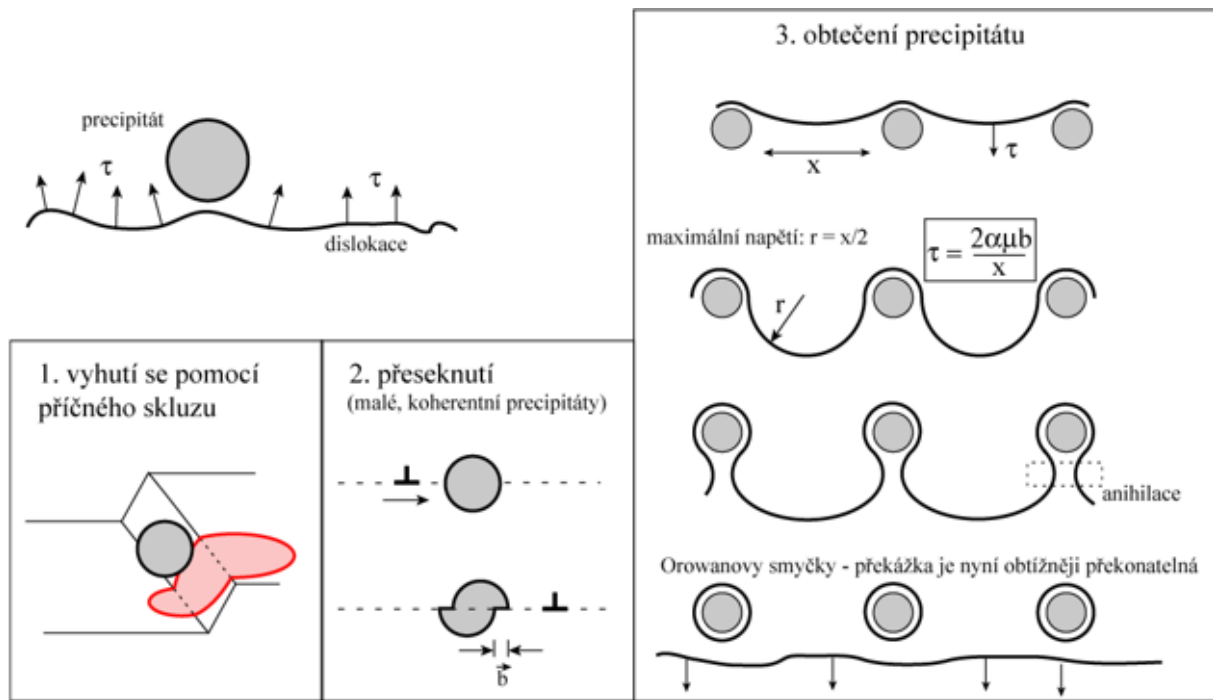 precipitát
τ
τ
dislokace
1. vyhutí se pomocí
příčného skluzu
2. přeseknutí
(malé, koherentní precipitáty)
b
3. obtečení precipitátu
x
τ
maximální napětí: r = x/2
τ = 2αμb / x
r
anihilace
Orowanovy smyčky - překážka je nyní obtížněji překonatelná